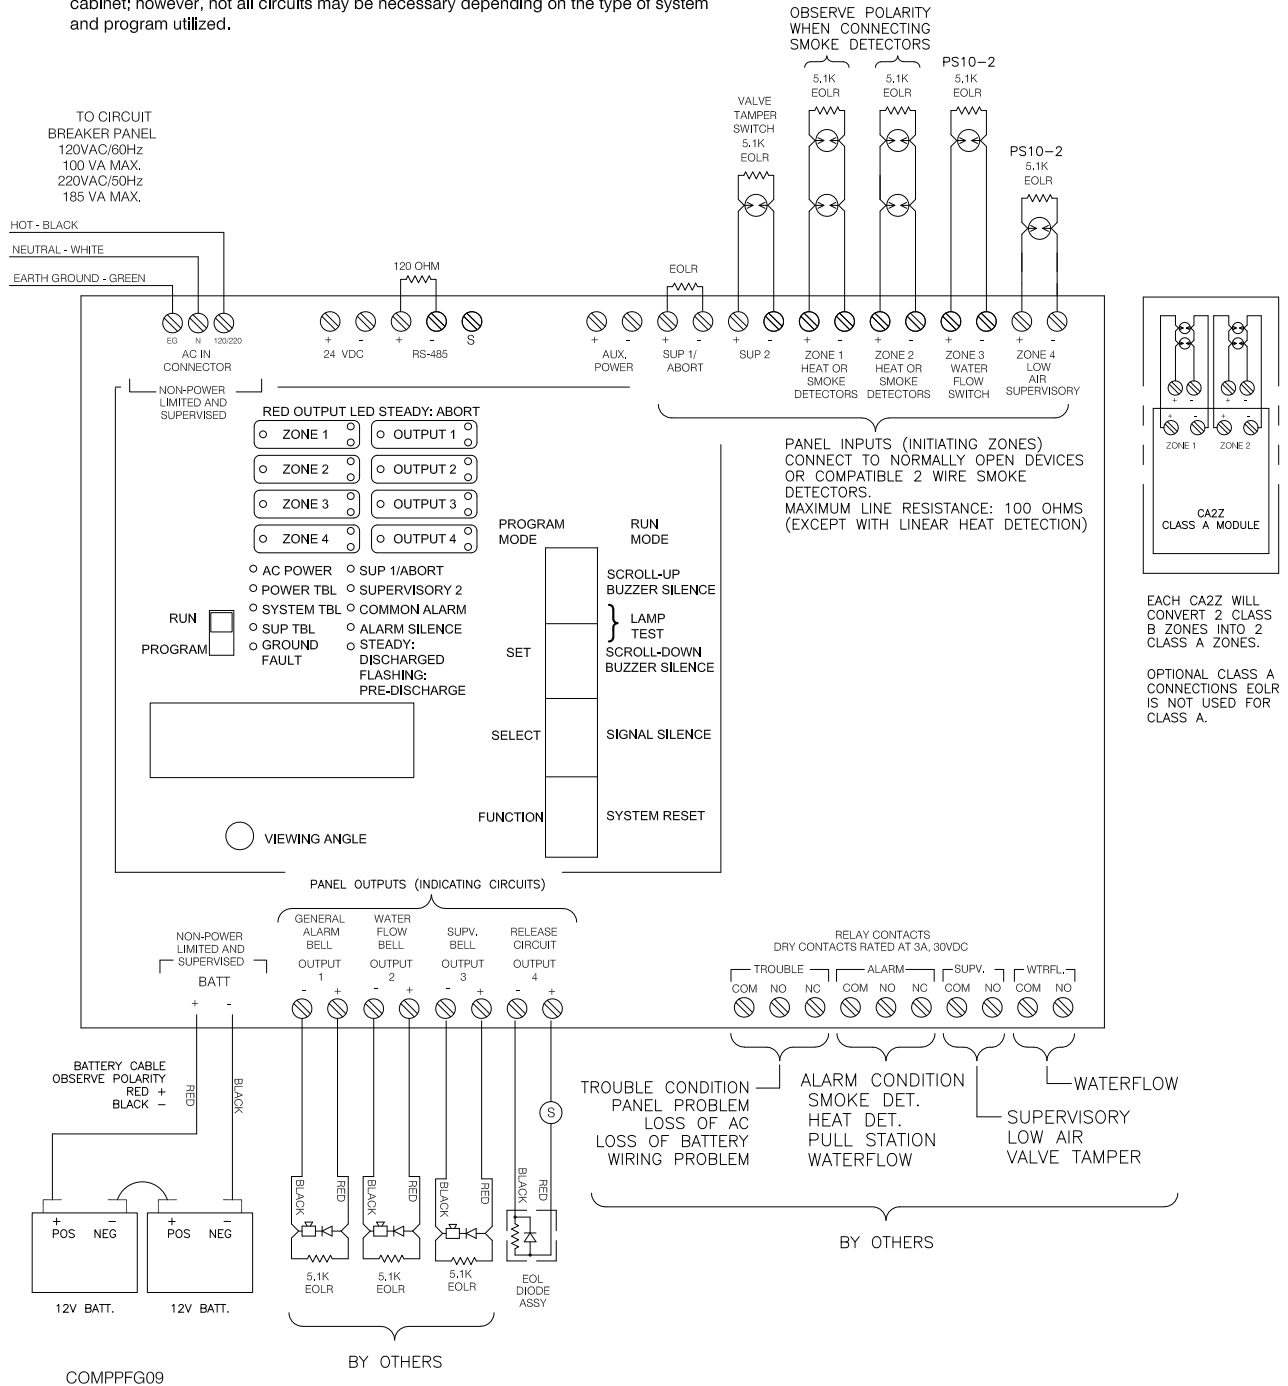 cabinet; however, not all circuits may be necessary depending on the type of system
and program utilized.
OBSERVE POLARITY
WHEN CONNECTING
SMOKE DETECTORS
5.1K
EOLR
5.1K
EOLR
PS10-2
5.1K
EOLR
VALVE
TAMPER
SWITCH
5.1K
EOLR
PS10-2
5.1K
EOLR
TO CIRCUIT
BREAKER PANEL
120VAC/60Hz
100 VA MAX.
220VAC/50Hz
185 VA MAX.
HOT - BLACK
NEUTRAL - WHITE
EARTH GROUND - GREEN
120 OHM
EOLR
EG N 120/220
AC IN
CONNECTOR
+ -
24 VDC
+ - S
RS-485
+ -
AUX.
POWER
+ -
SUP 1/
ABORT
+ -
SUP 2
+ -
ZONE 1
HEAT OR
SMOKE
DETECTORS
+ -
ZONE 2
HEAT OR
SMOKE
DETECTORS
+ -
ZONE 3
WATER
FLOW
SWITCH
+ -
ZONE 4
LOW
AIR
SUPERVISORY
NON-POWER
LIMITED AND
SUPERVISED
RED OUTPUT LED STEADY: ABORT
ZONE 1 OUTPUT 1
ZONE 2 OUTPUT 2
ZONE 3 OUTPUT 3
ZONE 4 OUTPUT 4
AC POWER SUP 1/ABORT
POWER TBL SUPERVISORY 2
SYSTEM TBL COMMON ALARM
SUP TBL ALARM SILENCE
GROUND
FAULT
STEADY:
DISCHARGED
FLASHING:
PRE-DISCHARGE
RUN
PROGRAM
VIEWING ANGLE
PROGRAM
MODE
RUN
MODE
SCROLL-UP
BUZZER SILENCE
LAMP
TEST
SET
SCROLL-DOWN
BUZZER SILENCE
SELECT
SIGNAL SILENCE
FUNCTION
SYSTEM RESET
PANEL INPUTS (INITIATING ZONES)
CONNECT TO NORMALLY OPEN DEVICES
OR COMPATIBLE 2 WIRE SMOKE
DETECTORS.
MAXIMUM LINE RESISTANCE: 100 OHMS
(EXCEPT WITH LINEAR HEAT DETECTION)
+ - + -
+ - + -
ZONE 1 ZONE 2
CA2Z
CLASS A MODULE
EACH CA2Z WILL
CONVERT 2 CLASS
B ZONES INTO 2
CLASS A ZONES.
OPTIONAL CLASS A
CONNECTIONS EOLR
IS NOT USED FOR
CLASS A.
PANEL OUTPUTS (INDICATING CIRCUITS)
NON-POWER
LIMITED AND
SUPERVISED
BATT
+ -
GENERAL
ALARM
BELL
OUTPUT
1
- +
WATER
FLOW
BELL
OUTPUT
2
- +
SUPV.
BELL
OUTPUT
3
- +
RELEASE
CIRCUIT
OUTPUT
4
- +
RELAY CONTACTS
DRY CONTACTS RATED AT 3A, 30VDC
TROUBLE ALARM SUPV. WTRFL.
COM NO NC COM NO NC COM NO COM NO
BATTERY CABLE
OBSERVE POLARITY
RED +
BLACK -
RED
BLACK
+ - + -
POS NEG POS NEG
12V BATT. 12V BATT.
BLACK RED
5.1K
EOLR
BLACK RED
5.1K
EOLR
BLACK RED
5.1K
EOLR
S
BLACK RED
EOL
DIODE
ASSY
BY OTHERS
TROUBLE CONDITION
PANEL PROBLEM
LOSS OF AC
LOSS OF BATTERY
WIRING PROBLEM
ALARM CONDITION
SMOKE DET.
HEAT DET.
PULL STATION
WATERFLOW
SUPERVISORY
LOW AIR
VALVE TAMPER
WATERFLOW
BY OTHERS
COMPPFG09